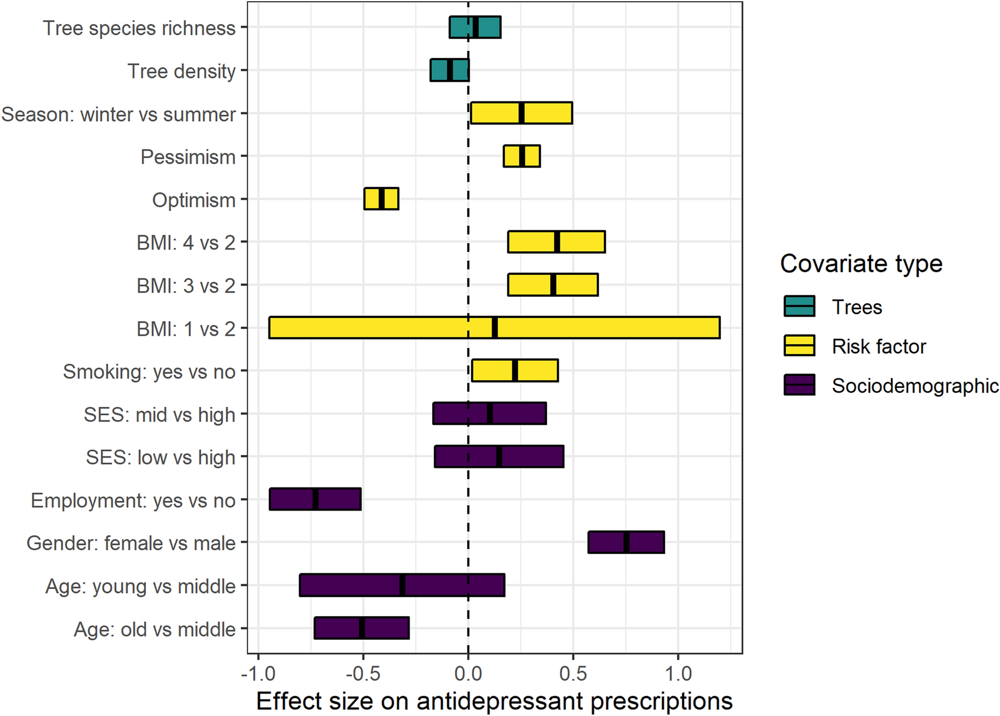 Tree species richness
Tree density
Season: winter vs summer
Pessimism
Optimism
BMI: 4 vs 2
BMI: 3 vs 2
BMI: 1 vs 2
Smoking: yes vs no
SES: mid vs high
SES: low vs high
Employment: yes vs no
Gender: female vs male
Age: young vs middle
Age: old vs middle
-1.0 -0.5 0.0 0.5 1.0
Effect size on antidepressant prescriptions
Covariate type
Trees
Risk factor
Sociodemographic